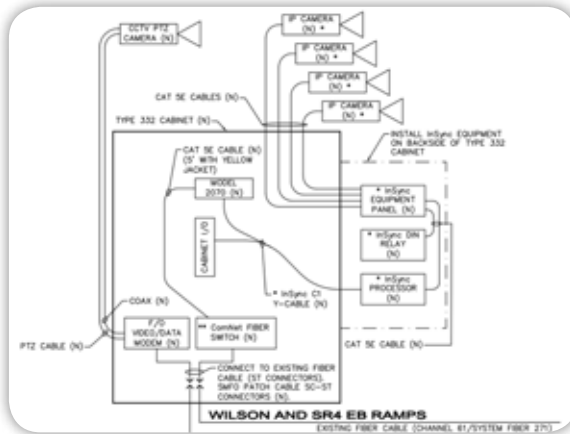 CCTV PTZ
CAMERA (N)
IP CAMERA
(N) *
IP CAMERA
(N) *
IP CAMERA
(N) *
IP CAMERA
(N) *
CAT 5E CABLES (N)
TYPE 332 CABINET (N)
INSTALL InSync EQUIPMENT
ON BACKSIDE OF TYPE 332
CABINET
CAT 5E CABLE (N)
(5' WITH YELLOW
JACKET)
MODEL
2070 (N)
* InSync
EQUIPMENT
PANEL (N)
CABINET I/O
* InSync DIN
RELAY (N)
* InSync
PROCESSOR
(N)
* InSync C1
Y-CABLE (N)
COAX (N)
PTZ CABLE (N)
F/O
VIDEO/DATA
MODEM (N)
** ComNet FIBER
SWITCH (N)
CAT 5E CABLE (N)
CONNECT TO EXISTING FIBER
CABLE (ST CONNECTORS).
SMFO PATCH CABLE SC-ST
CONNECTORS (N).
WILSON AND SR4 EB RAMPS
EXISTING FIBER CABLE (CHANNEL 61/SYSTEM FIBER 271)